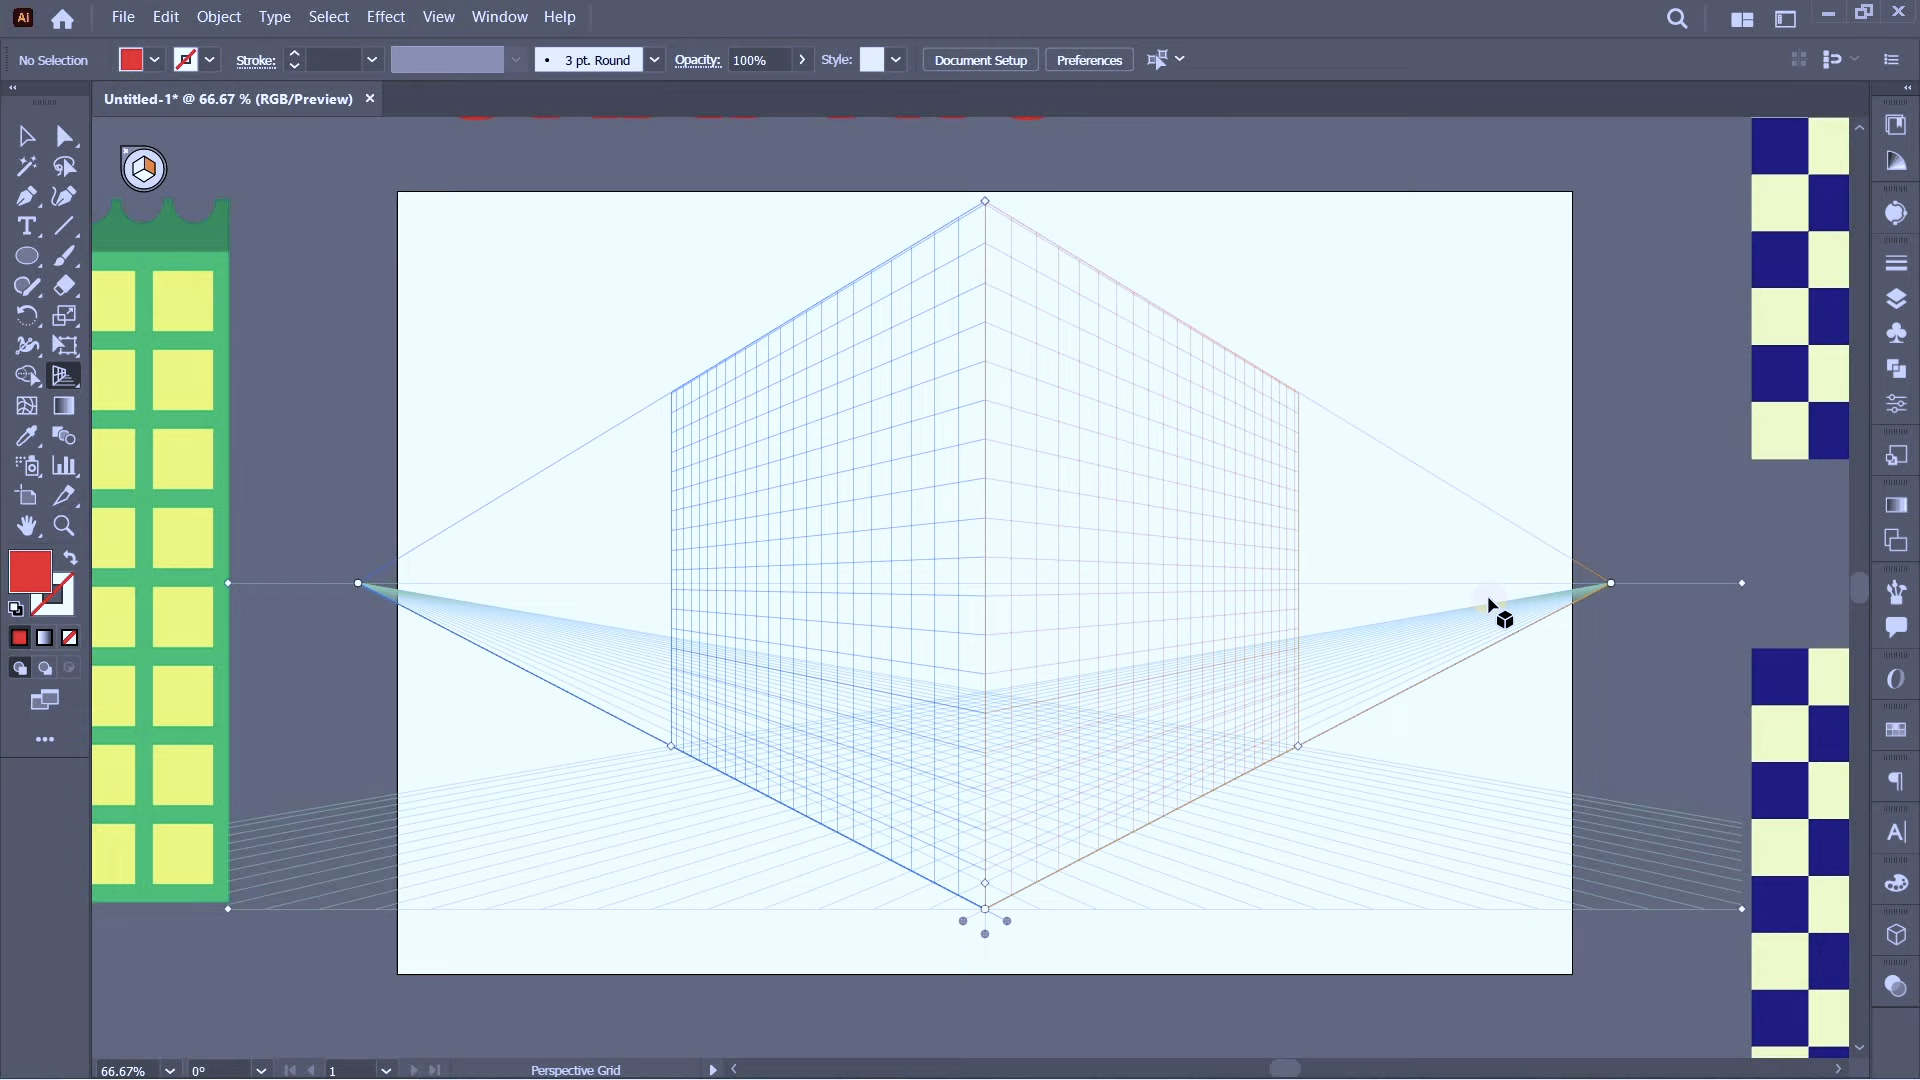 Ai File Edit Object Type Select Effect View Window Help
No Selection Stroke: 3 pt. Round Opacity: 100% Style: Document Setup Preferences
Untitled-1* @ 66.67 % (RGB/Preview)
66.67% 0° 1 Perspective Grid